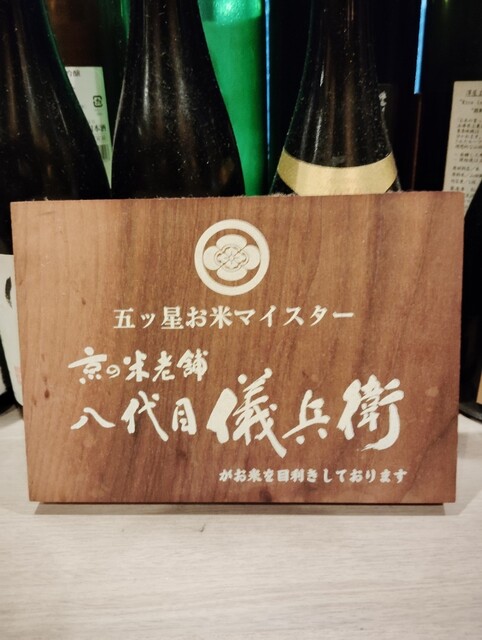 五ッ星お米マイスター
京の米老舗
八代目儀兵衛
がお米を目利きしております